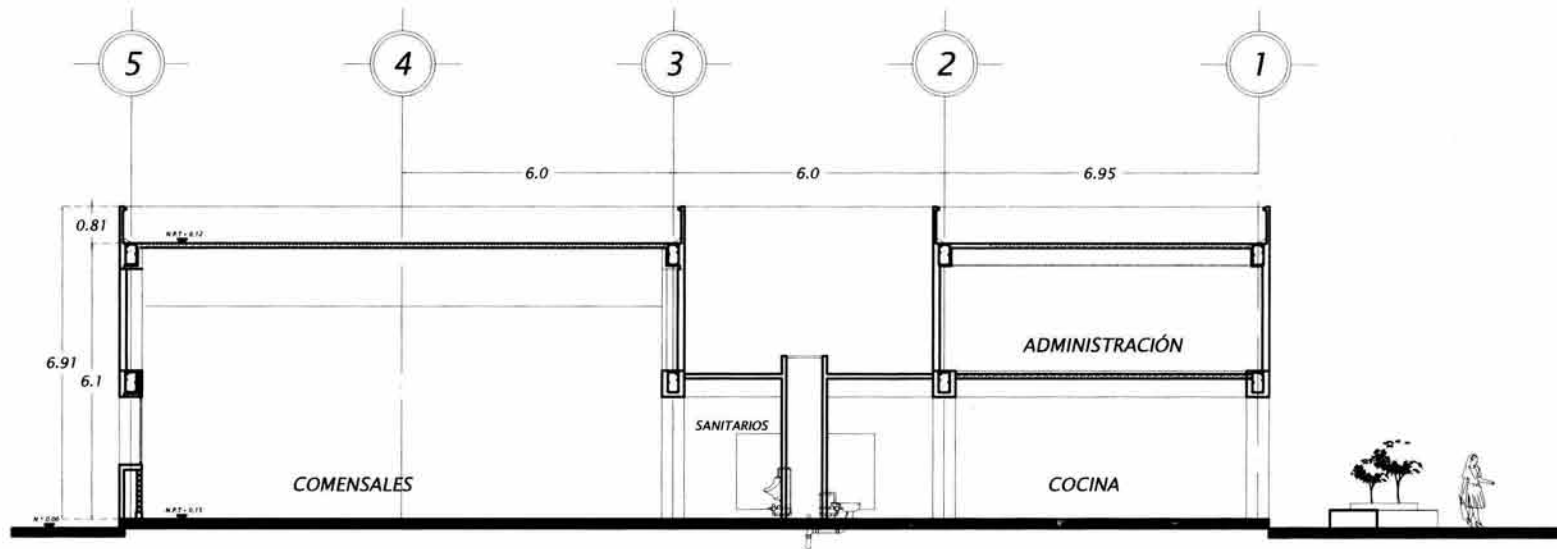 5 4 3 2 1
6.0 6.0 6.95
0.81
6.91
6.1
ADMINISTRACIÓN
SANITARIOS
COMENSALES
COCINA